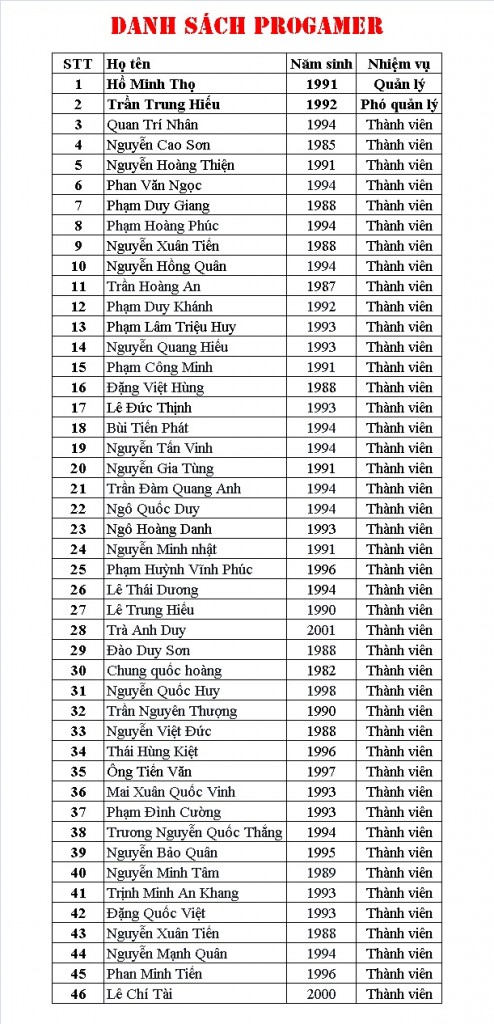 DANH SÁCH PROGAMER
STT Họ tên Năm sinh Nhiệm vụ
1 Hồ Minh Thọ 1991 Quản lý
2 Trần Trung Hiếu 1992 Phó quản lý
3 Quan Trí Nhân 1994 Thành viên
4 Nguyễn Cao Sơn 1985 Thành viên
5 Nguyễn Hoàng Thiện 1991 Thành viên
6 Phan Văn Ngọc 1994 Thành viên
7 Phạm Duy Giang 1988 Thành viên
8 Phạm Hoàng Phúc 1994 Thành viên
9 Nguyễn Xuân Tiến 1988 Thành viên
10 Nguyễn Hồng Quân 1994 Thành viên
11 Trần Hoàng An 1987 Thành viên
12 Phạm Duy Khánh 1992 Thành viên
13 Phạm Lâm Triệu Huy 1993 Thành viên
14 Nguyễn Quang Hiếu 1993 Thành viên
15 Phạm Công Minh 1991 Thành viên
16 Đặng Việt Hùng 1988 Thành viên
17 Lê Đức Thịnh 1993 Thành viên
18 Bùi Tiến Phát 1994 Thành viên
19 Nguyễn Tấn Vinh 1994 Thành viên
20 Nguyễn Gia Tùng 1991 Thành viên
21 Trần Đàm Quang Anh 1994 Thành viên
22 Ngô Quốc Duy 1994 Thành viên
23 Ngô Hoàng Danh 1993 Thành viên
24 Nguyễn Minh nhật 1991 Thành viên
25 Phạm Huỳnh Vĩnh Phúc 1996 Thành viên
26 Lê Thái Dương 1994 Thành viên
27 Lê Trung Hiếu 1990 Thành viên
28 Trà Anh Duy 2001 Thành viên
29 Đào Duy Sơn 1988 Thành viên
30 Chung quốc hoàng 1982 Thành viên
31 Nguyễn Quốc Huy 1998 Thành viên
32 Trần Nguyên Thượng 1990 Thành viên
33 Nguyễn Việt Đức 1988 Thành viên
34 Thái Hùng Kiệt 1996 Thành viên
35 Ông Tiến Văn 1997 Thành viên
36 Mai Xuân Quốc Vinh 1993 Thành viên
37 Phạm Đình Cường 1993 Thành viên
38 Trương Nguyễn Quốc Thắng 1994 Thành viên
39 Nguyễn Bảo Quân 1995 Thành viên
40 Nguyễn Minh Tâm 1989 Thành viên
41 Trịnh Minh An Khang 1993 Thành viên
42 Đặng Quốc Việt 1993 Thành viên
43 Nguyễn Xuân Tiến 1988 Thành viên
44 Nguyễn Mạnh Quân 1994 Thành viên
45 Phan Minh Tiến 1996 Thành viên
46 Lê Chí Tài 2000 Thành viên